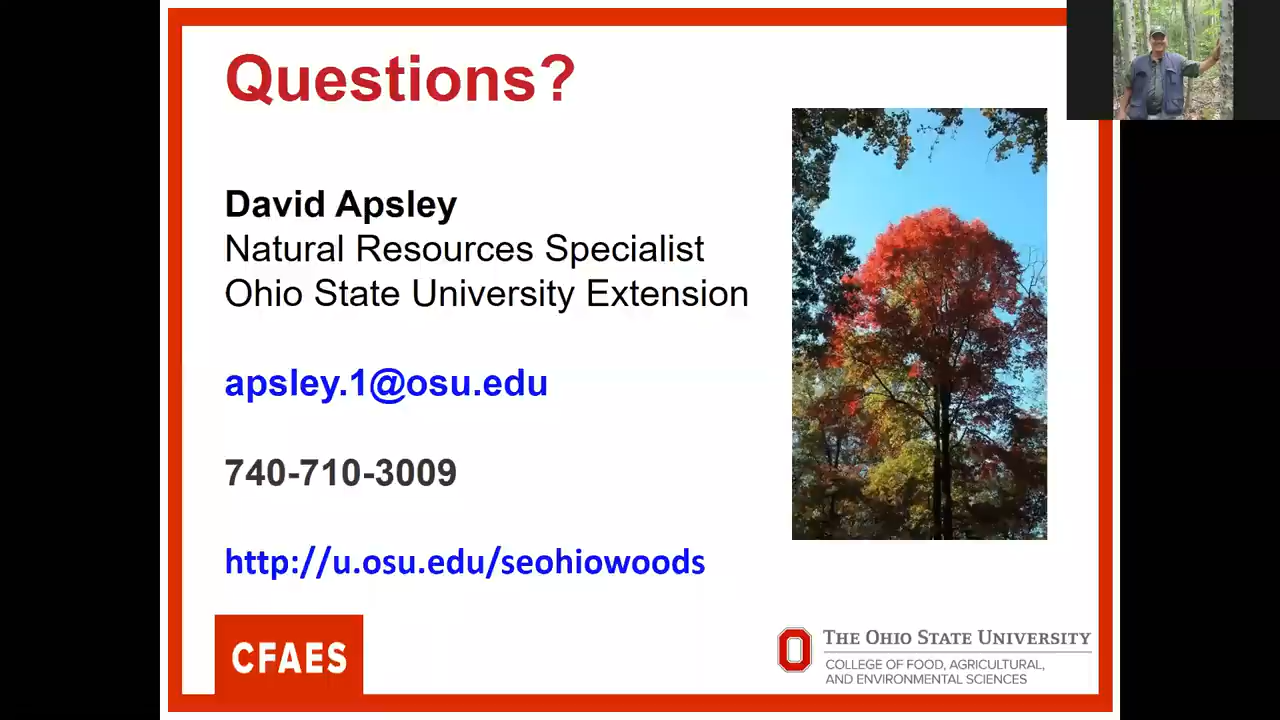 Questions?
David Apsley
Natural Resources Specialist
Ohio State University Extension
apsley.1@osu.edu
740-710-3009
http://u.osu.edu/seohiowoods
CFAES
THE OHIO STATE UNIVERSITY
COLLEGE OF FOOD, AGRICULTURAL,
AND ENVIRONMENTAL SCIENCES